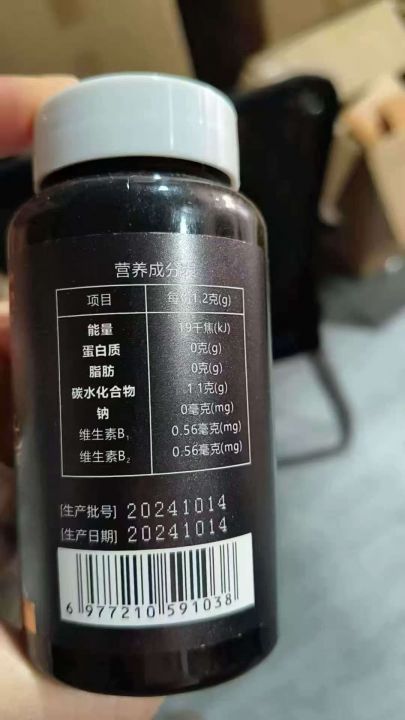 营养成分表
项目 每份1.2克(g)
能量 19千焦(kJ)
蛋白质 0克(g)
脂肪 0克(g)
碳水化合物 1.1克(g)
钠 0毫克(mg)
维生素B₁ 0.56毫克(mg)
维生素B₂ 0.56毫克(mg)
[生产批号] 20241014
[生产日期] 20241014
6 977210 591038